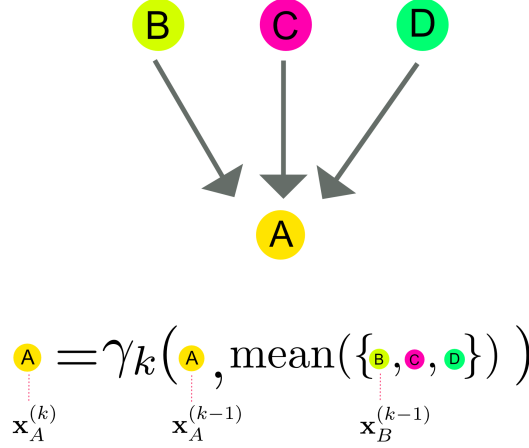 B C D
A
A = γₖ( A , mean({ B , C , D }) )
𝐱_A^(k) 𝐱_A^(k−1) 𝐱_B^(k−1)